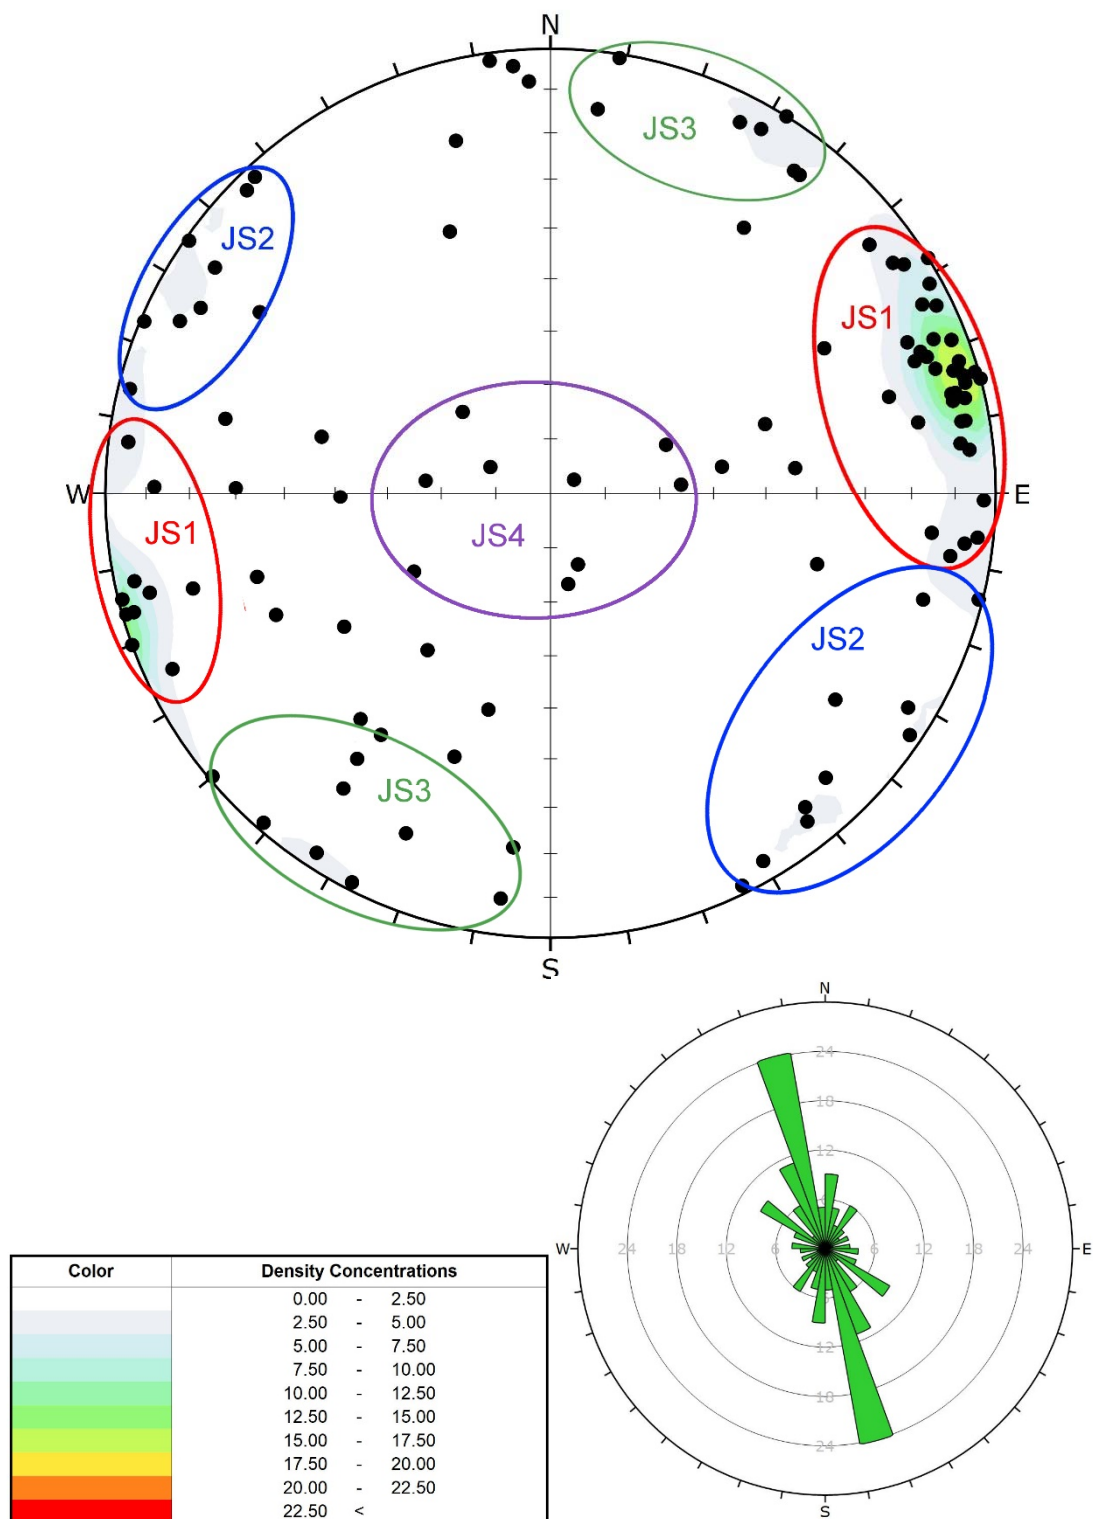 N
JS3
JS2
JS1
W
E
JS1
JS4
JS2
JS3
S
N
24
18
12
6
W
24 18 12 6 6 12 18 24
E
6
12
18
24
S
Color Density Concentrations
0.00 - 2.50
2.50 - 5.00
5.00 - 7.50
7.50 - 10.00
10.00 - 12.50
12.50 - 15.00
15.00 - 17.50
17.50 - 20.00
20.00 - 22.50
22.50 <